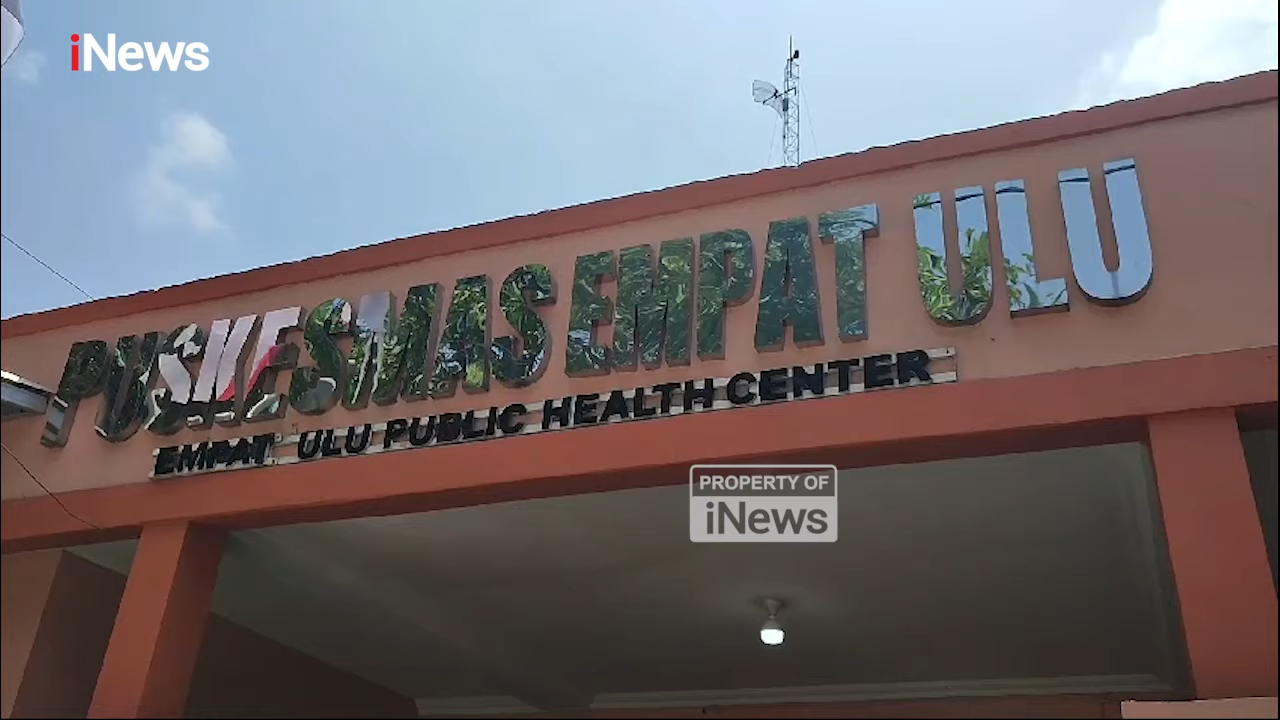 iNews
PUSKESMAS EMPAT ULU
EMPAT ULU PUBLIC HEALTH CENTER
PROPERTY OF
iNews